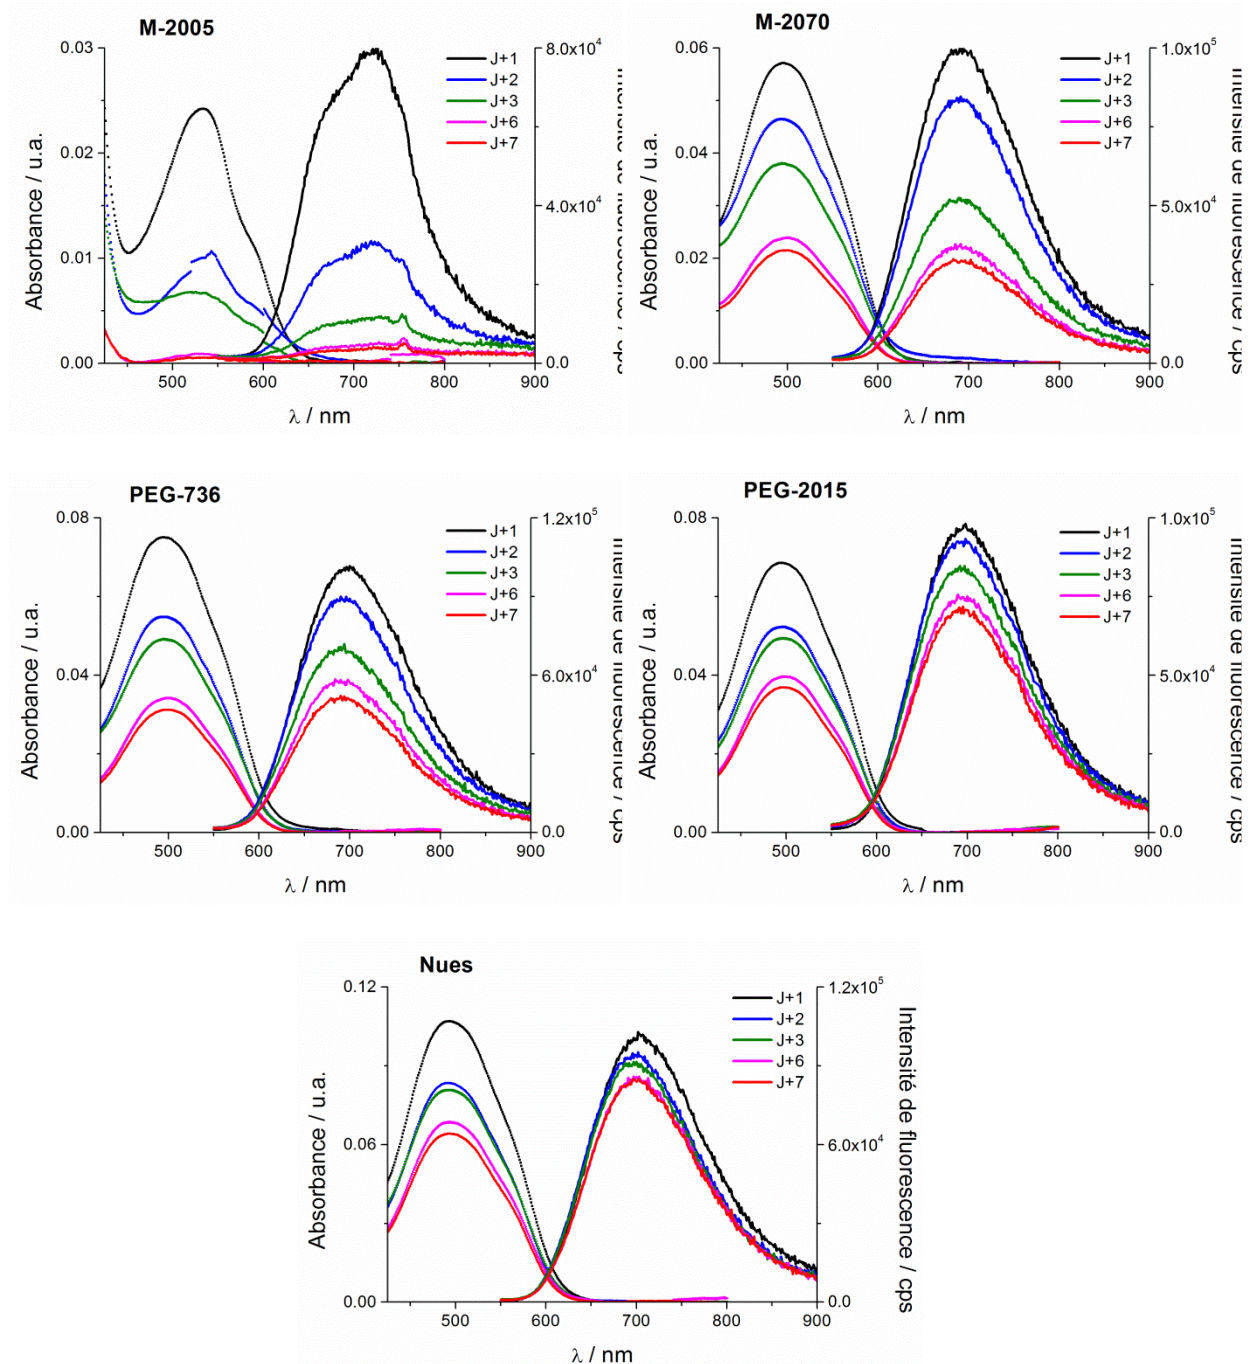 M-2005
0.03
0.02
0.01
0.00
500
600
700
800
900
8.0x10⁴
4.0x10⁴
0.0
J+1
J+2
J+3
J+6
J+7
Absorbance / u.a.
λ / nm
M-2070
0.06
0.04
0.02
0.00
500
600
700
800
900
1.0x10⁵
5.0x10⁴
0.0
J+1
J+2
J+3
J+6
J+7
Absorbance / u.a.
Intensité de fluorescence / cps
λ / nm
PEG-736
0.08
0.04
0.00
500
600
700
800
900
1.2x10⁵
6.0x10⁴
0.0
J+1
J+2
J+3
J+6
J+7
Absorbance / u.a.
λ / nm
PEG-2015
0.08
0.04
0.00
500
600
700
800
900
1.0x10⁵
5.0x10⁴
0.0
J+1
J+2
J+3
J+6
J+7
Absorbance / u.a.
Intensité de fluorescence / cps
λ / nm
Nues
0.12
0.06
0.00
500
600
700
800
900
1.2x10⁵
6.0x10⁴
0.0
J+1
J+2
J+3
J+6
J+7
Absorbance / u.a.
Intensité de fluorescence / cps
λ / nm